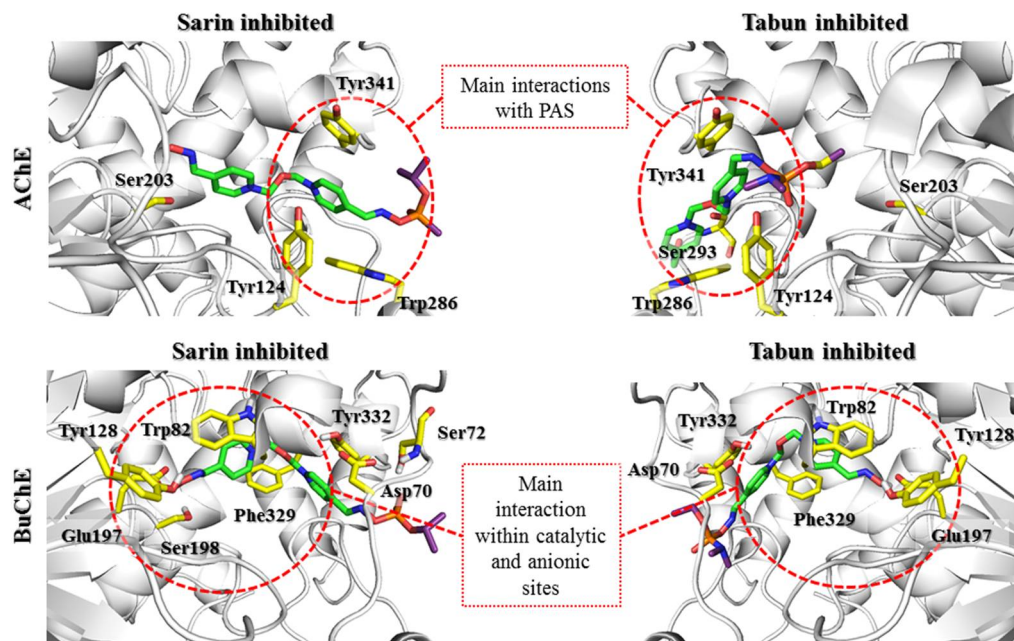 Sarin inhibited
Tabun inhibited
AChE
Tyr341
Ser203
Tyr124
Trp286
Main interactions
with PAS
Tyr341
Ser203
Ser293
Trp286
Tyr124
Sarin inhibited
Tabun inhibited
BuChE
Tyr128
Trp82
Tyr332
Ser72
Asp70
Phe329
Glu197
Ser198
Main
interaction
within catalytic
and anionic
sites
Trp82
Tyr332
Tyr128
Asp70
Phe329
Glu197